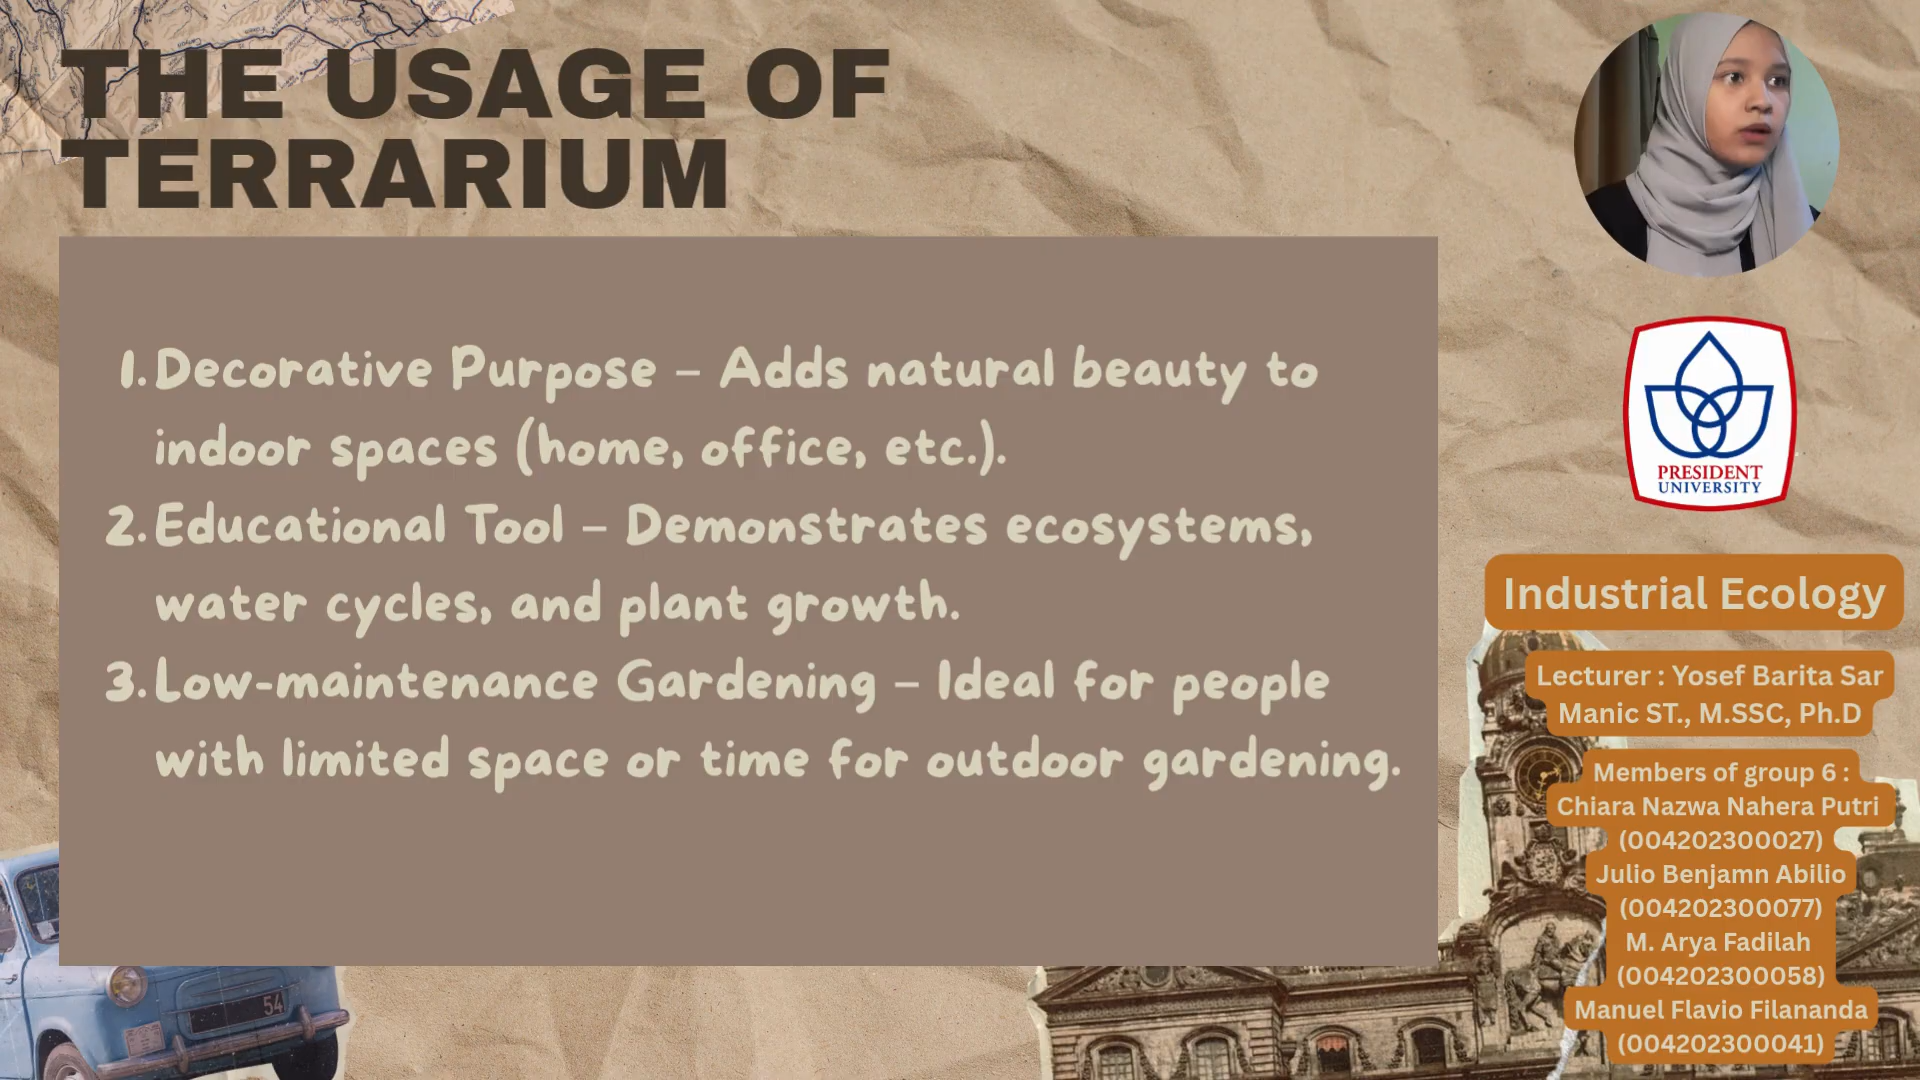 THE USAGE OF
TERRARIUM
1. Decorative Purpose – Adds natural beauty to
indoor spaces (home, office, etc.).
2. Educational Tool – Demonstrates ecosystems,
water cycles, and plant growth.
3. Low-maintenance Gardening – Ideal for people
with limited space or time for outdoor gardening.
PRESIDENT
UNIVERSITY
Industrial Ecology
Lecturer : Yosef Barita Sar
Manic ST., M.SSC, Ph.D
Members of group 6 :
Chiara Nazwa Nahera Putri
(004202300027)
Julio Benjamn Abilio
(004202300077)
M. Arya Fadilah
(004202300058)
Manuel Flavio Filananda
(004202300041)
54